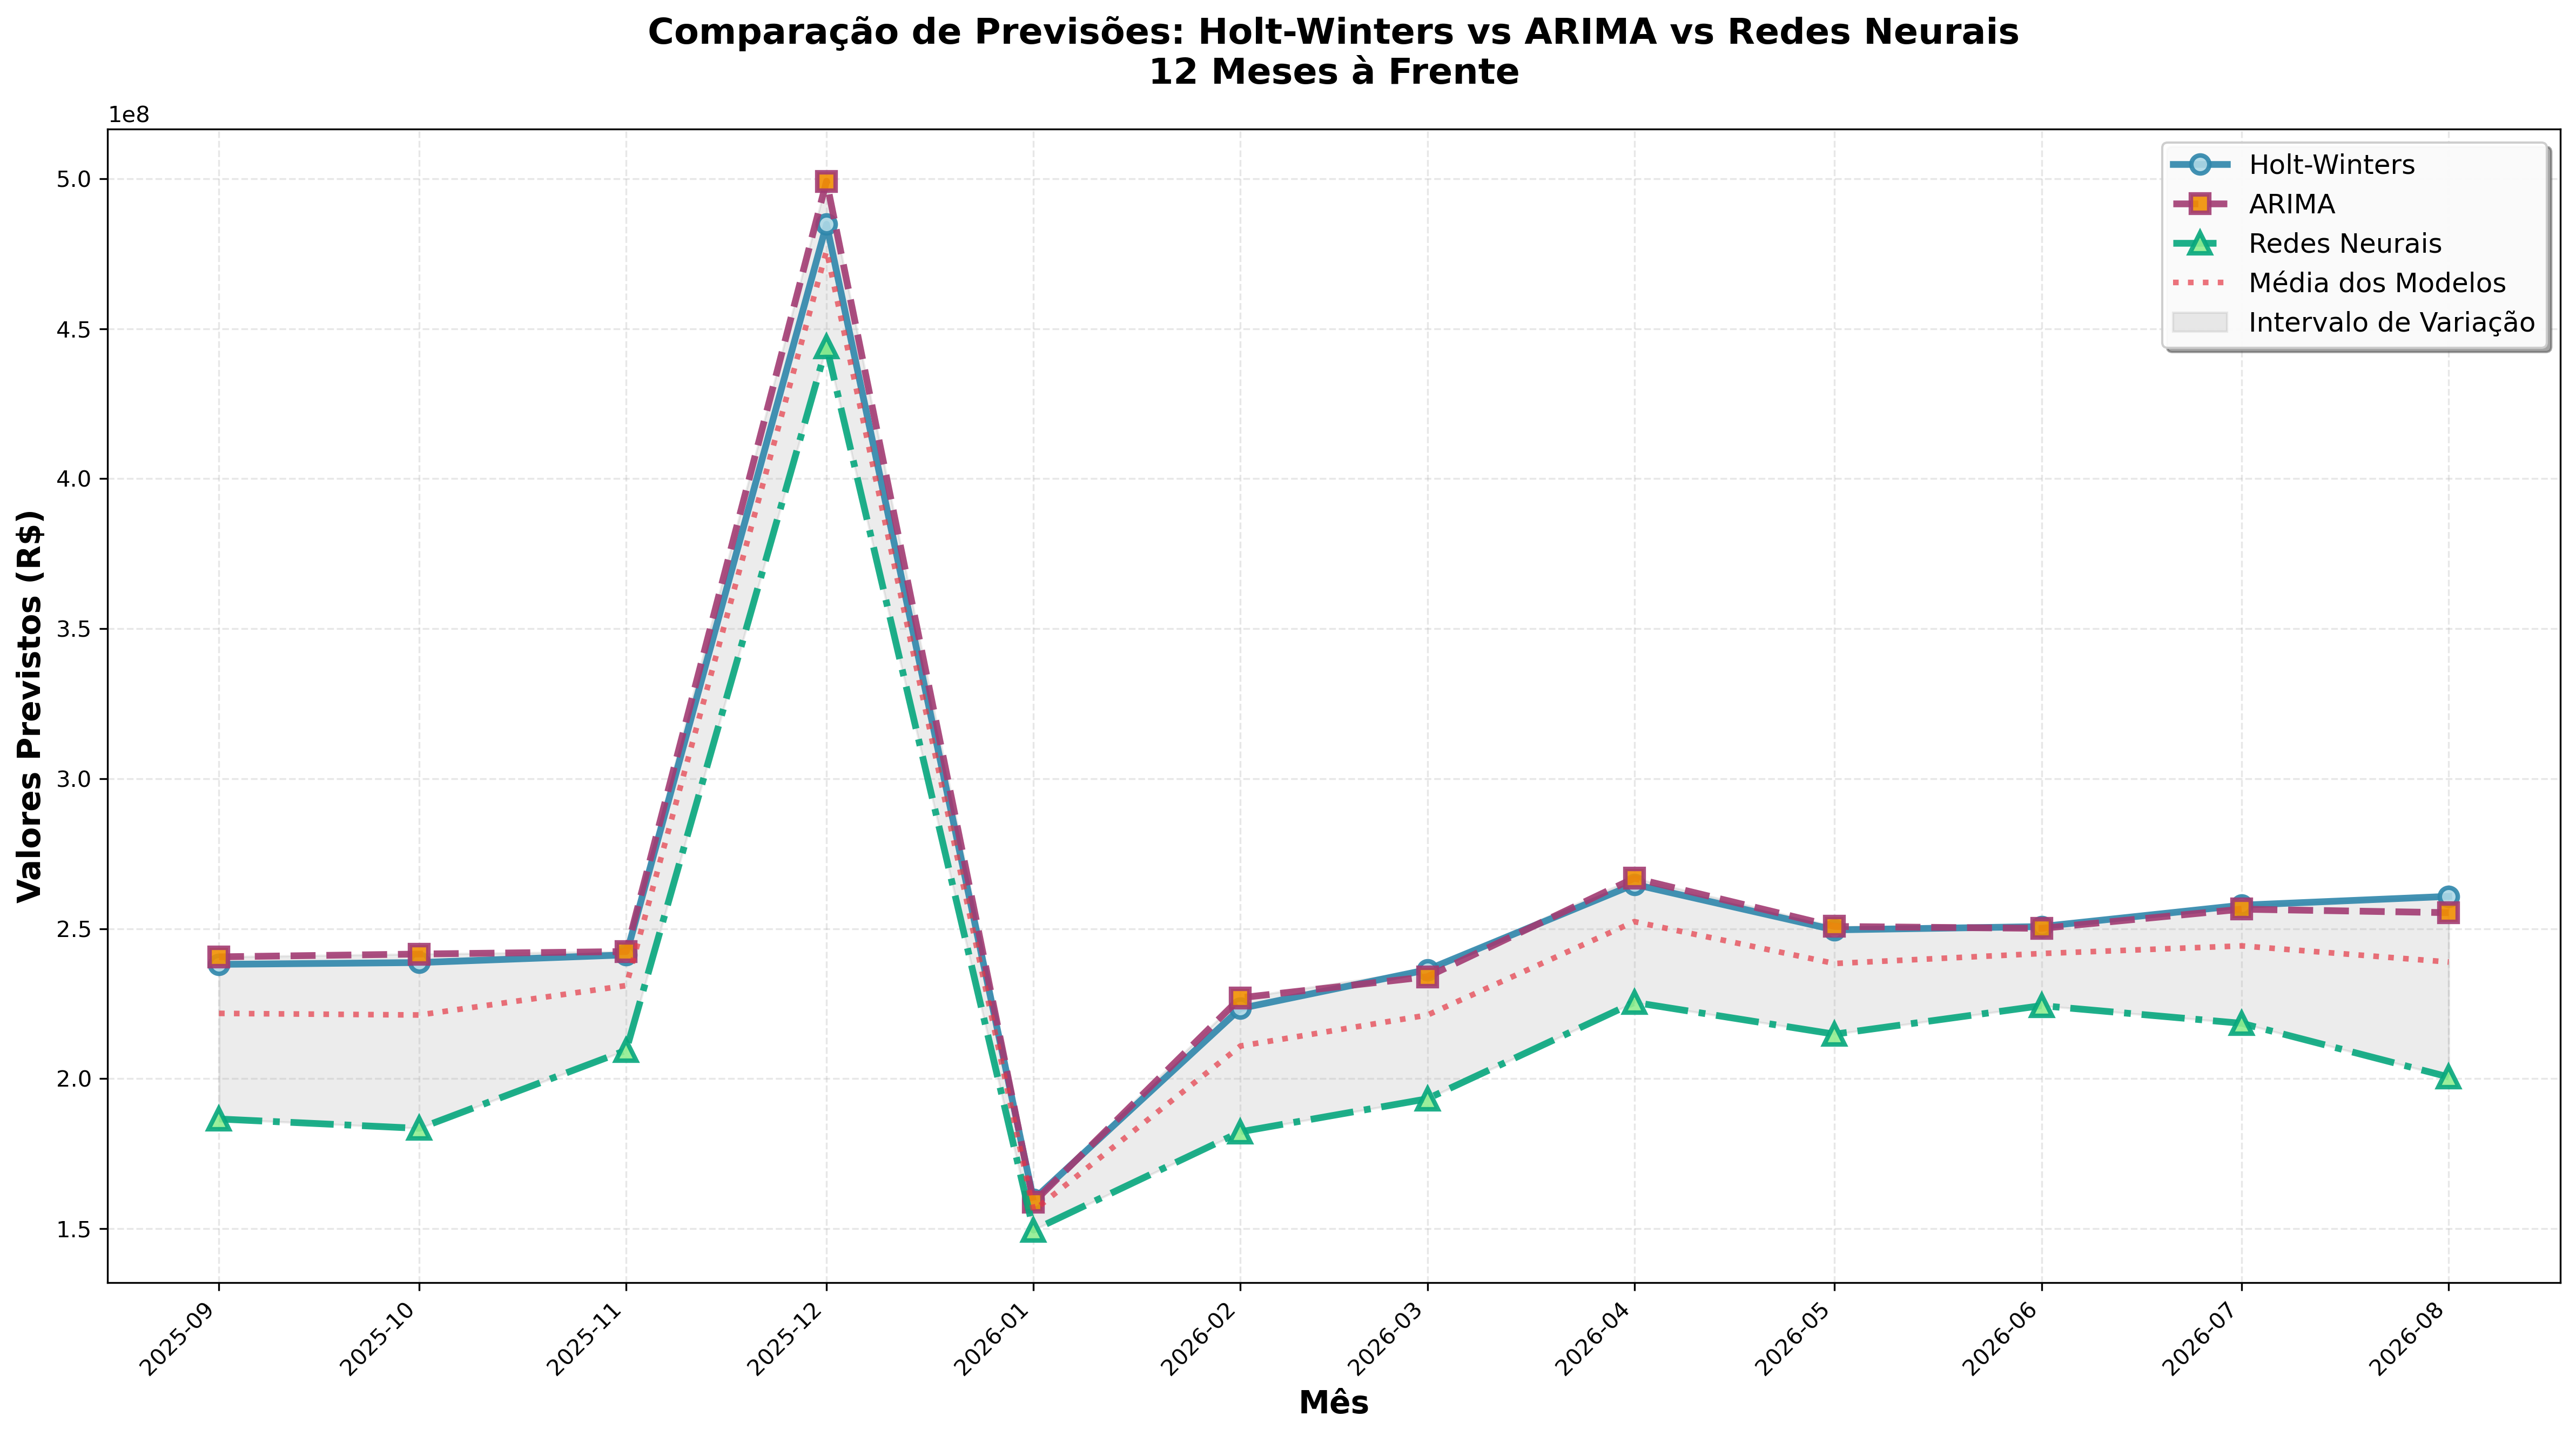 Comparação de Previsões: Holt-Winters vs ARIMA vs Redes Neurais
12 Meses à Frente
1e8
Holt-Winters
ARIMA
Redes Neurais
Média dos Modelos
Intervalo de Variação
5.0
4.5
4.0
3.5
3.0
2.5
2.0
1.5
Valores Previstos (R$)
2025-09
2025-10
2025-11
2025-12
2026-01
2026-02
2026-03
2026-04
2026-05
2026-06
2026-07
2026-08
Mês